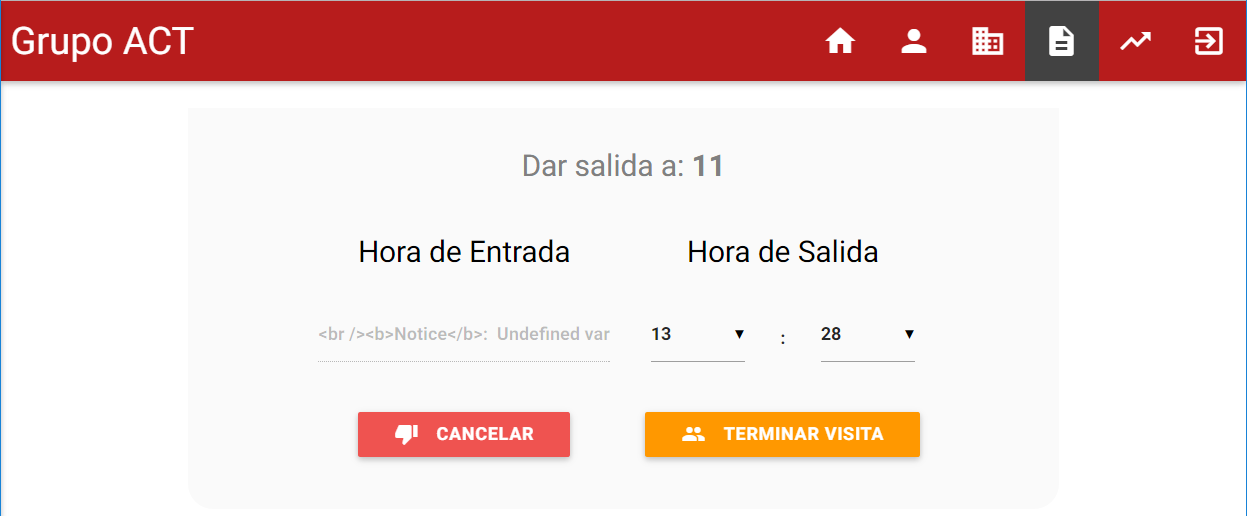 Grupo ACT
Dar salida a: 11
Hora de Entrada
Hora de Salida
<br /><b>Notice</b>:  Undefined var
13 : 28
CANCELAR
TERMINAR VISITA